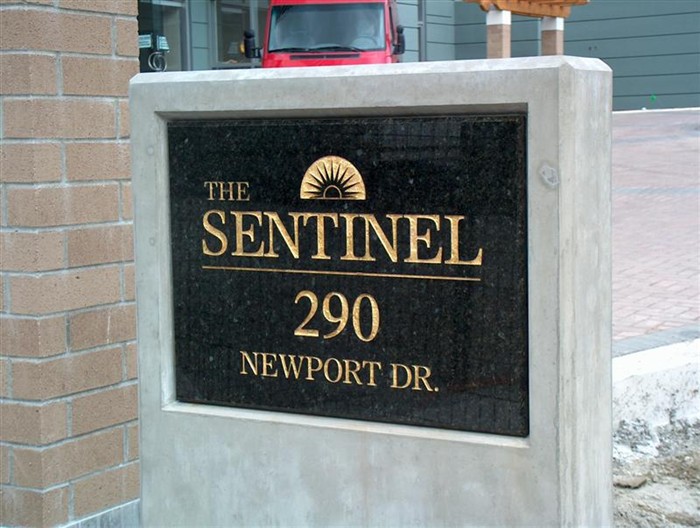 THE
SENTINEL
290
NEWPORT DR.